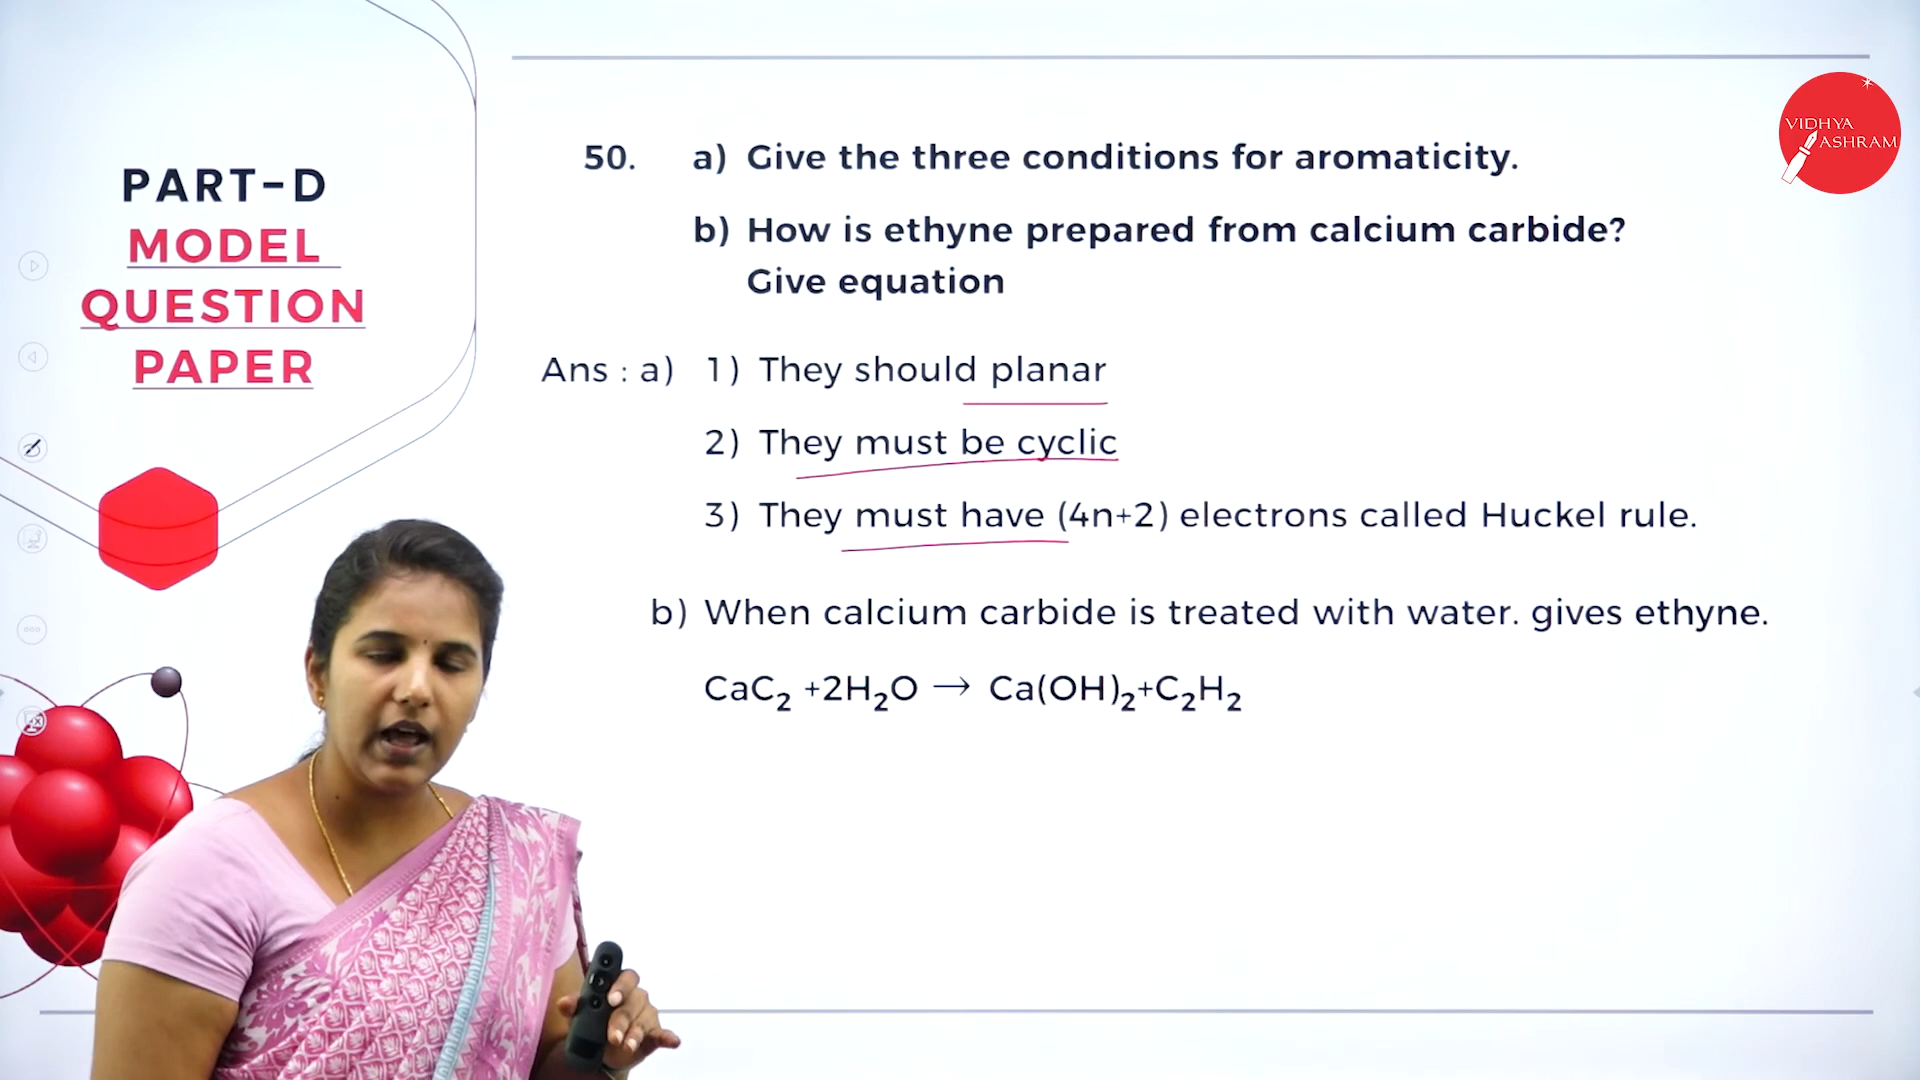 PART-D
MODEL
QUESTION
PAPER
VIDHYA
ASHRAM
50. a) Give the three conditions for aromaticity.
b) How is ethyne prepared from calcium carbide?
Give equation
Ans : a) 1) They should planar
2) They must be cyclic
3) They must have (4n+2) electrons called Huckel rule.
b) When calcium carbide is treated with water. gives ethyne.
CaC₂ +2H₂O → Ca(OH)₂+C₂H₂